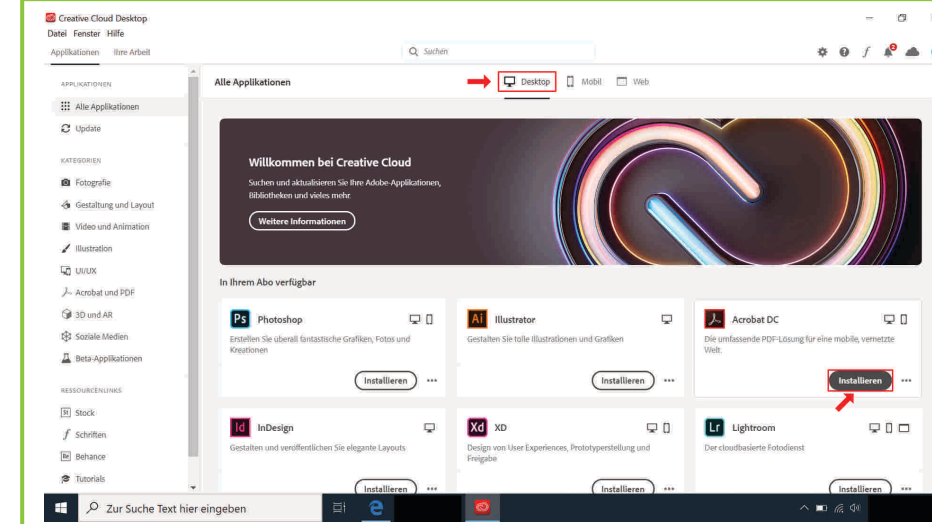 Creative Cloud Desktop
Datei Fenster Hilfe
Applikationen Ihre Arbeit
Suchen
2
APPLIKATIONEN
Alle Applikationen
Update
KATEGORIEN
Fotografie
Gestaltung und Layout
Video und Animation
Illustration
UI/UX
Acrobat und PDF
3D und AR
Soziale Medien
Beta-Applikationen
RESSOURCENLINKS
St Stock
Schriften
Be Behance
Tutorials
Alle Applikationen
Desktop Mobil Web
Willkommen bei Creative Cloud
Suchen und aktualisieren Sie Ihre Adobe-Applikationen,
Bibliotheken und vieles mehr
Weitere Informationen
In Ihrem Abo verfügbar
Ps Photoshop
Erstellen Sie überall fantastische Grafiken, Fotos und
Kreationen
Installieren
Ai Illustrator
Gestalten Sie tolle Illustrationen und Grafiken
Installieren
Acrobat DC
Die umfassende PDF-Lösung für eine mobile, vernetzte
Welt.
Installieren
Id InDesign
Gestalten und veröffentlichen Sie elegante Layouts
Installieren
Xd XD
Design von User Experiences, Prototyperstellung und
Freigabe
Installieren
Lr Lightroom
Der cloudbasierte Fotodienst
Installieren
Zur Suche Text hier eingeben